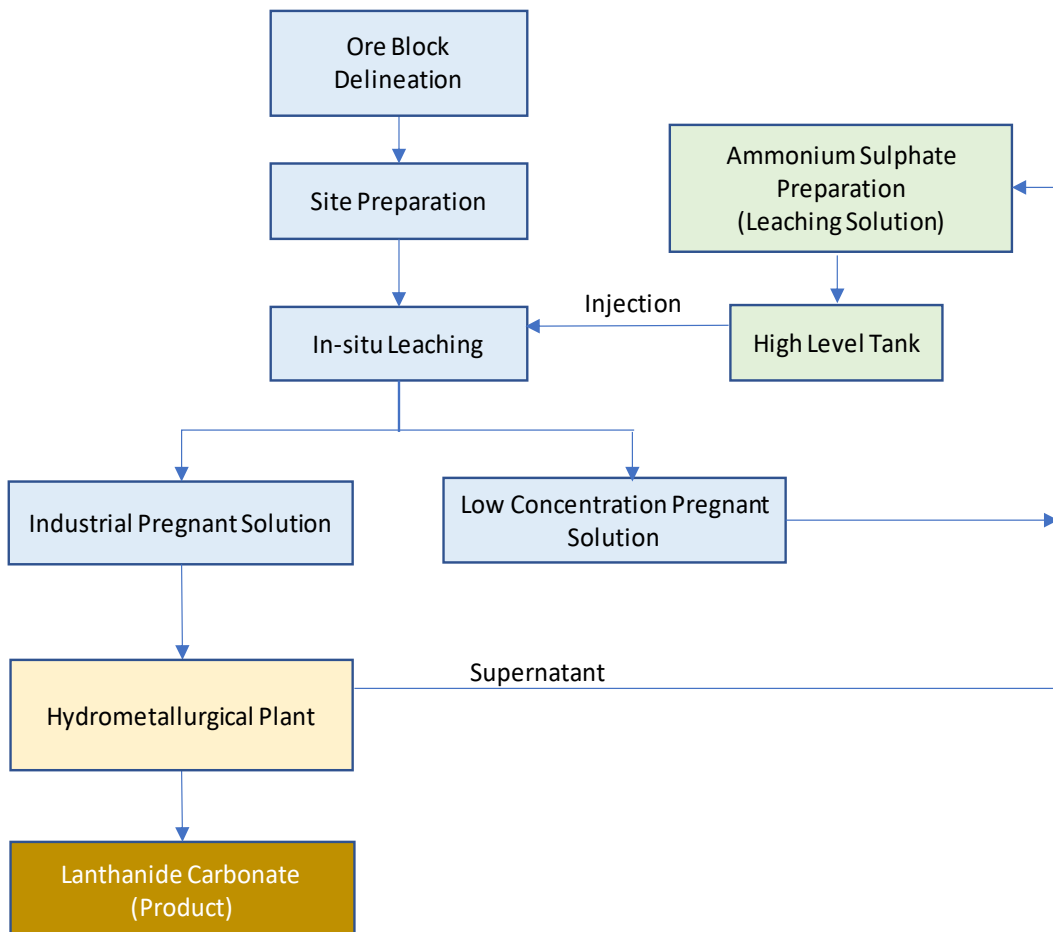 Ore Block
Delineation
Ammonium Sulphate
Preparation
(Leaching Solution)
Site Preparation
Injection
In-situ Leaching
High Level Tank
Industrial Pregnant Solution
Low Concentration Pregnant
Solution
Supernatant
Hydrometallurgical Plant
Lanthanide Carbonate
(Product)